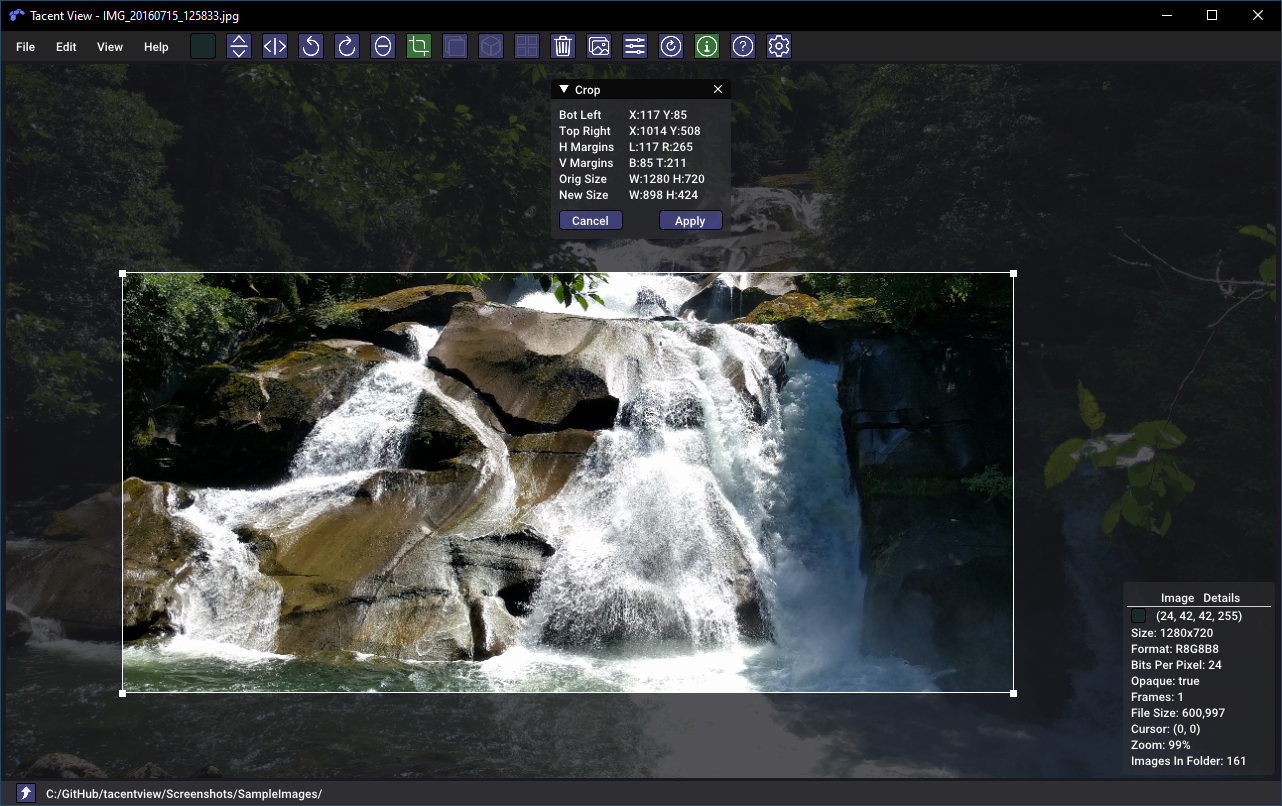 Tacent View - IMG_20160715_125833.jpg
File Edit View Help
Crop
Bot Left X:117 Y:85
Top Right X:1014 Y:508
H Margins L:117 R:265
V Margins B:85 T:211
Orig Size W:1280 H:720
New Size W:898 H:424
Cancel Apply
Image Details
(24, 42, 42, 255)
Size: 1280x720
Format: R8G8B8
Bits Per Pixel: 24
Opaque: true
Frames: 1
File Size: 600,997
Cursor: (0, 0)
Zoom: 99%
Images In Folder: 161
C:/GitHub/tacentview/Screenshots/SampleImages/